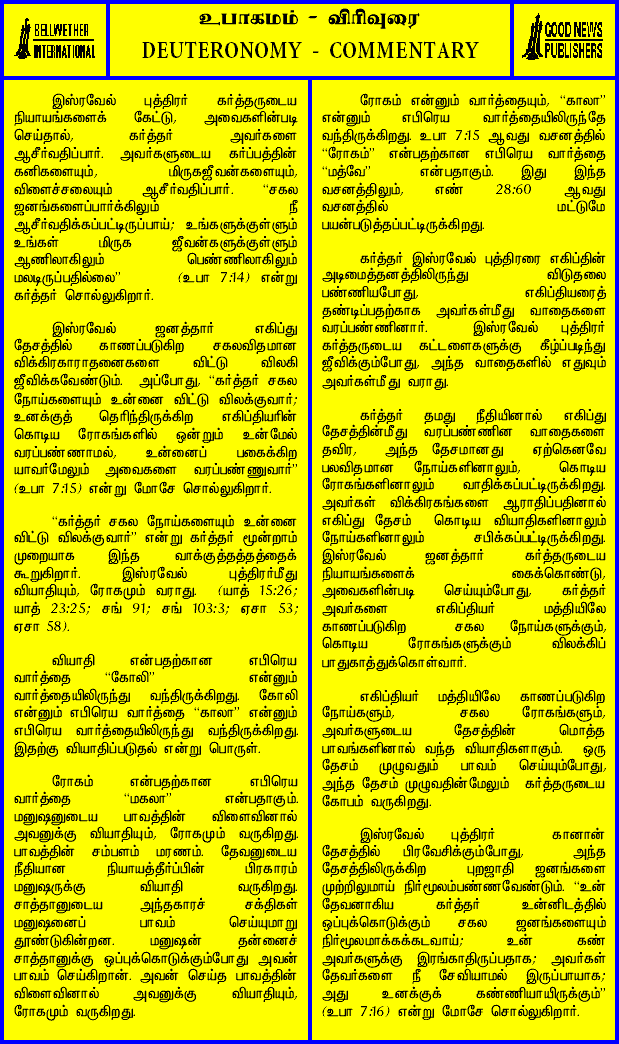 BELLWETHER
INTERNATIONAL
உபாகமம் - விரிவுரை
DEUTERONOMY - COMMENTARY
GOOD NEWS
PUBLISHERS
இஸ்ரவேல் புத்திரர் கர்த்தருடைய
நியாயங்களைக் கேட்டு, அவைகளின்படி
செய்தால், கர்த்தர் அவர்களை
ஆசீர்வதிப்பார். அவர்களுடைய கர்ப்பத்தின்
கனிகளையும், மிருகஜீவன்களையும்,
விளைச்சலையும் ஆசீர்வதிப்பார். “சகல
ஜனங்களைப்பார்க்கிலும் நீ
ஆசீர்வதிக்கப்பட்டிருப்பாய்; உங்களுக்குள்ளும்
உங்கள் மிருக ஜீவன்களுக்குள்ளும்
ஆணிலாகிலும் பெண்ணிலாகிலும்
மலடிருப்பதில்லை” (உபா 7:14) என்று
கர்த்தர் சொல்லுகிறார்.
இஸ்ரவேல் ஜனத்தார் எகிப்து
தேசத்தில் காணப்படுகிற சகலவிதமான
விக்கிரகாராதனைகளை விட்டு விலகி
ஜீவிக்கவேண்டும். அப்போது, “கர்த்தர் சகல
நோய்களையும் உன்னை விட்டு விலக்குவார்;
உனக்குத் தெரிந்திருக்கிற எகிப்தியரின்
கொடிய ரோகங்களில் ஒன்றும் உன்மேல்
வரப்பண்ணாமல், உன்னைப் பகைக்கிற
யாவர்மேலும் அவைகளை வரப்பண்ணுவார்”
(உபா 7:15) என்று மோசே சொல்லுகிறார்.
“கர்த்தர் சகல நோய்களையும் உன்னை
விட்டு விலக்குவார்” என்று கர்த்தர் மூன்றாம்
முறையாக இந்த வாக்குத்தத்தத்தைக்
கூறுகிறார். இஸ்ரவேல் புத்திரர்மீது
வியாதியும், ரோகமும் வராது. (யாத் 15:26;
யாத் 23:25; சங் 91; சங் 103:3; ஏசா 53;
ஏசா 58).
வியாதி என்பதற்கான எபிரெய
வார்த்தை “கோலி” என்னும்
வார்த்தையிலிருந்து வந்திருக்கிறது. கோலி
என்னும் எபிரெய வார்த்தை “காலா” என்னும்
எபிரெய வார்த்தையிலிருந்து வந்திருக்கிறது.
இதற்கு வியாதிப்படுதல் என்று பொருள்.
ரோகம் என்பதற்கான எபிரெய
வார்த்தை “மகலா” என்பதாகும்.
மனுஷனுடைய பாவத்தின் விளைவினால்
அவனுக்கு வியாதியும், ரோகமும் வருகிறது.
பாவத்தின் சம்பளம் மரணம். தேவனுடைய
நீதியான நியாயத்தீர்ப்பின் பிரகாரம்
மனுஷருக்கு வியாதி வருகிறது.
சாத்தானுடைய அந்தகாரச் சக்திகள்
மனுஷனைப் பாவம் செய்யுமாறு
தூண்டுகின்றன. மனுஷன் தன்னைச்
சாத்தானுக்கு ஒப்புக்கொடுக்கும்போது அவன்
பாவம் செய்கிறான். அவன் செய்த பாவத்தின்
விளைவினால் அவனுக்கு வியாதியும்,
ரோகமும் வருகிறது.
ரோகம் என்னும் வார்த்தையும், “காலா”
என்னும் எபிரெய வார்த்தையிலிருந்தே
வந்திருக்கிறது. உபா 7:15 ஆவது வசனத்தில்
“ரோகம்” என்பதற்கான எபிரெய வார்த்தை
“மத்வே” என்பதாகும். இது இந்த
வசனத்திலும், எண் 28:60 ஆவது
வசனத்தில் மட்டுமே
பயன்படுத்தப்பட்டிருக்கிறது.
கர்த்தர் இஸ்ரவேல் புத்திரரை எகிப்தின்
அடிமைத்தனத்திலிருந்து விடுதலை
பண்ணியபோது, எகிப்தியரைத்
தண்டிப்பதற்காக அவர்கள்மீது வாதைகளை
வரப்பண்ணினார். இஸ்ரவேல் புத்திரர்
கர்த்தருடைய கட்டளைகளுக்கு கீழ்ப்படிந்து
ஜீவிக்கும்போது, அந்த வாதைகளில் எதுவும்
அவர்கள்மீது வராது.
கர்த்தர் தமது நீதியினால் எகிப்து
தேசத்தின்மீது வரப்பண்ணின வாதைகளை
தவிர, அந்த தேசமானது ஏற்கெனவே
பலவிதமான நோய்களினாலும், கொடிய
ரோகங்களினாலும் வாதிக்கப்பட்டிருக்கிறது.
அவர்கள் விக்கிரகங்களை ஆராதிப்பதினால்
எகிப்து தேசம் கொடிய வியாதிகளினாலும்
நோய்களினாலும் சபிக்கப்பட்டிருக்கிறது.
இஸ்ரவேல் ஜனத்தார் கர்த்தருடைய
நியாயங்களைக் கைக்கொண்டு,
அவைகளின்படி செய்யும்போது, கர்த்தர்
அவர்களை எகிப்தியர் மத்தியிலே
காணப்படுகிற சகல நோய்களுக்கும்,
கொடிய ரோகங்களுக்கும் விலக்கிப்
பாதுகாத்துக்கொள்வார்.
எகிப்தியர் மத்தியிலே காணப்படுகிற
நோய்களும், சகல ரோகங்களும்,
அவர்களுடைய தேசத்தின் மொத்த
பாவங்களினால் வந்த வியாதிகளாகும். ஒரு
தேசம் முழுவதும் பாவம் செய்யும்போது,
அந்த தேசம் முழுவதின்மேலும் கர்த்தருடைய
கோபம் வருகிறது.
இஸ்ரவேல் புத்திரர் கானான்
தேசத்தில் பிரவேசிக்கும்போது, அந்த
தேசத்திலிருக்கிற புறஜாதி ஜனங்களை
முற்றிலுமாய் நிர்மூலம்பண்ணவேண்டும். “உன்
தேவனாகிய கர்த்தர் உன்னிடத்தில்
ஒப்புக்கொடுக்கும் சகல ஜனங்களையும்
நிர்மூலமாக்கக்கடவாய்; உன் கண்
அவர்களுக்கு இரங்காதிருப்பதாக; அவர்கள்
தேவர்களை நீ சேவியாமல் இருப்பாயாக;
அது உனக்குக் கண்ணியாயிருக்கும்”
(உபா 7:16) என்று மோசே சொல்லுகிறார்.